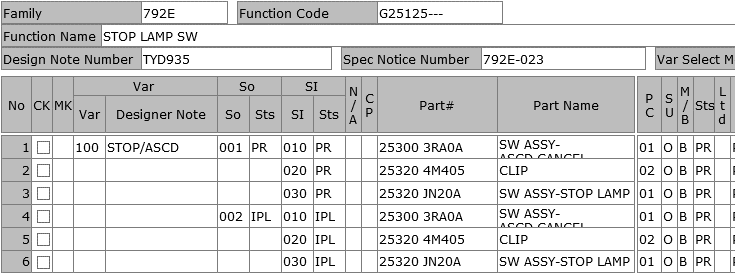 Family 792E Function Code G25125---
Function Name STOP LAMP SW
Design Note Number TYD935 Spec Notice Number 792E-023 Var Select M
No CK MK Var So SI N/A CP Part# Part Name PC SU M/B Sts Ltd
Var Designer Note So Sts SI Sts
1 100 STOP/ASCD 001 PR 010 PR 25300 3RA0A SW ASSY-ASCD CANCEL 01 O B PR
2 020 PR 25320 4M405 CLIP 02 O B PR
3 030 PR 25320 JN20A SW ASSY-STOP LAMP 01 O B PR
4 002 IPL 010 IPL 25300 3RA0A SW ASSY-ASCD CANCEL 01 O B PR
5 020 IPL 25320 4M405 CLIP 02 O B PR
6 030 IPL 25320 JN20A SW ASSY-STOP LAMP 01 O B PR